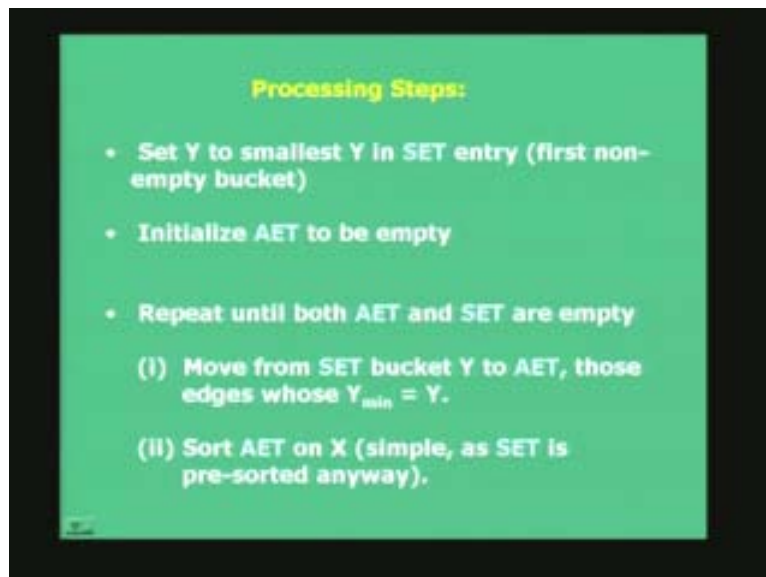 Processing Steps:
• Set Y to smallest Y in SET entry (first non-
empty bucket)
• Initialize AET to be empty
• Repeat until both AET and SET are empty
(i) Move from SET bucket Y to AET, those
edges whose Ymin = Y.
(ii) Sort AET on X (simple, as SET is
pre-sorted anyway).